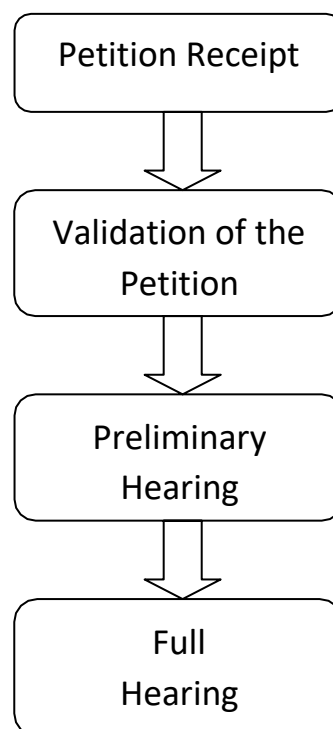 Petition Receipt
Validation of the
Petition
Preliminary
Hearing
Full
Hearing